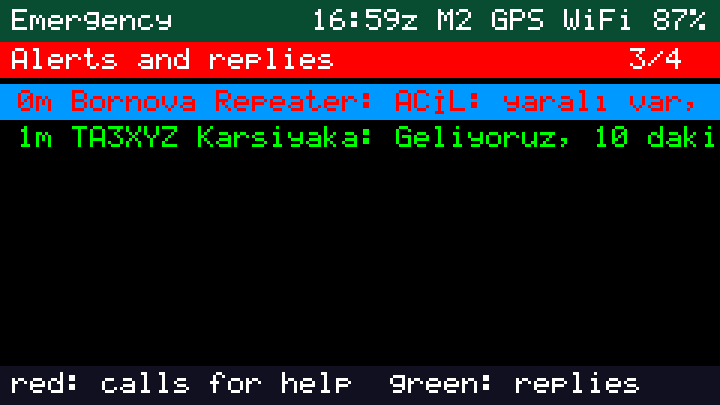 Emergency 16:59z M2 GPS WiFi 87%
Alerts and replies 3/4
0m Bornova Repeater: ACİL: yaralı var,
1m TA3XYZ Karsiyaka: Geliyoruz, 10 daki
red: calls for help green: replies